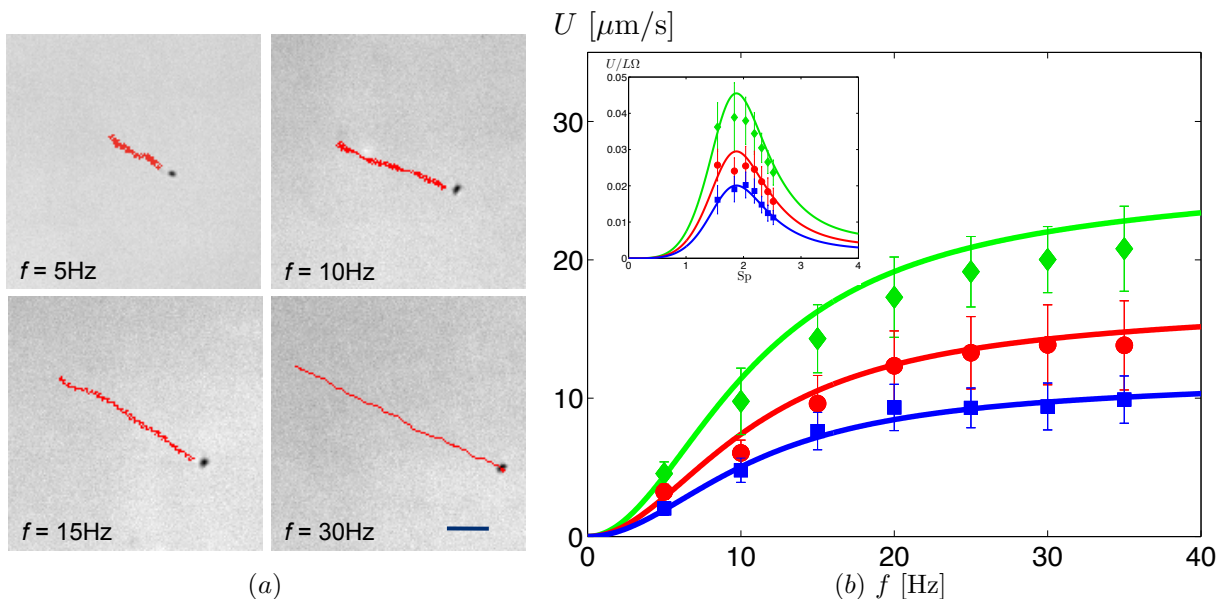 f = 5Hz
f = 10Hz
f = 15Hz
f = 30Hz
(a)
U [μm/s]
30
20
10
0
0 10 20 30 40
(b) f [Hz]
U/LΩ
0.05
0.04
0.03
0.02
0.01
0
0 1 2 3 4
Sp